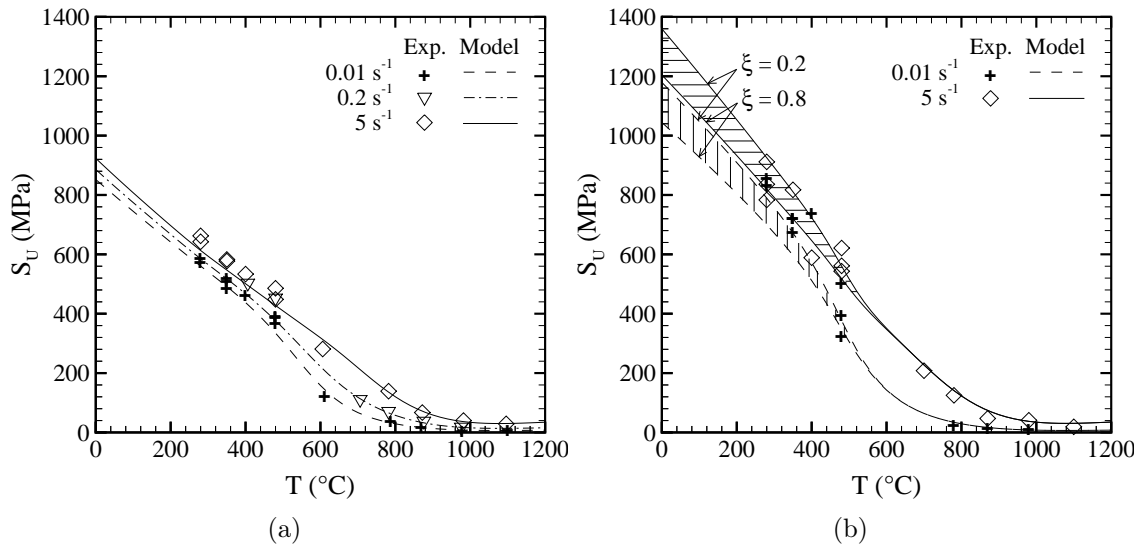 1400
1200
1000
800
600
400
200
0
S_U (MPa)
Exp. Model
0.01 s^-1
0.2 s^-1
5 s^-1
0 200 400 600 800 1000 1200
T (°C)
(a)
1400
1200
1000
800
600
400
200
0
S_U (MPa)
ξ = 0.2
ξ = 0.8
Exp. Model
0.01 s^-1
5 s^-1
0 200 400 600 800 1000 1200
T (°C)
(b)